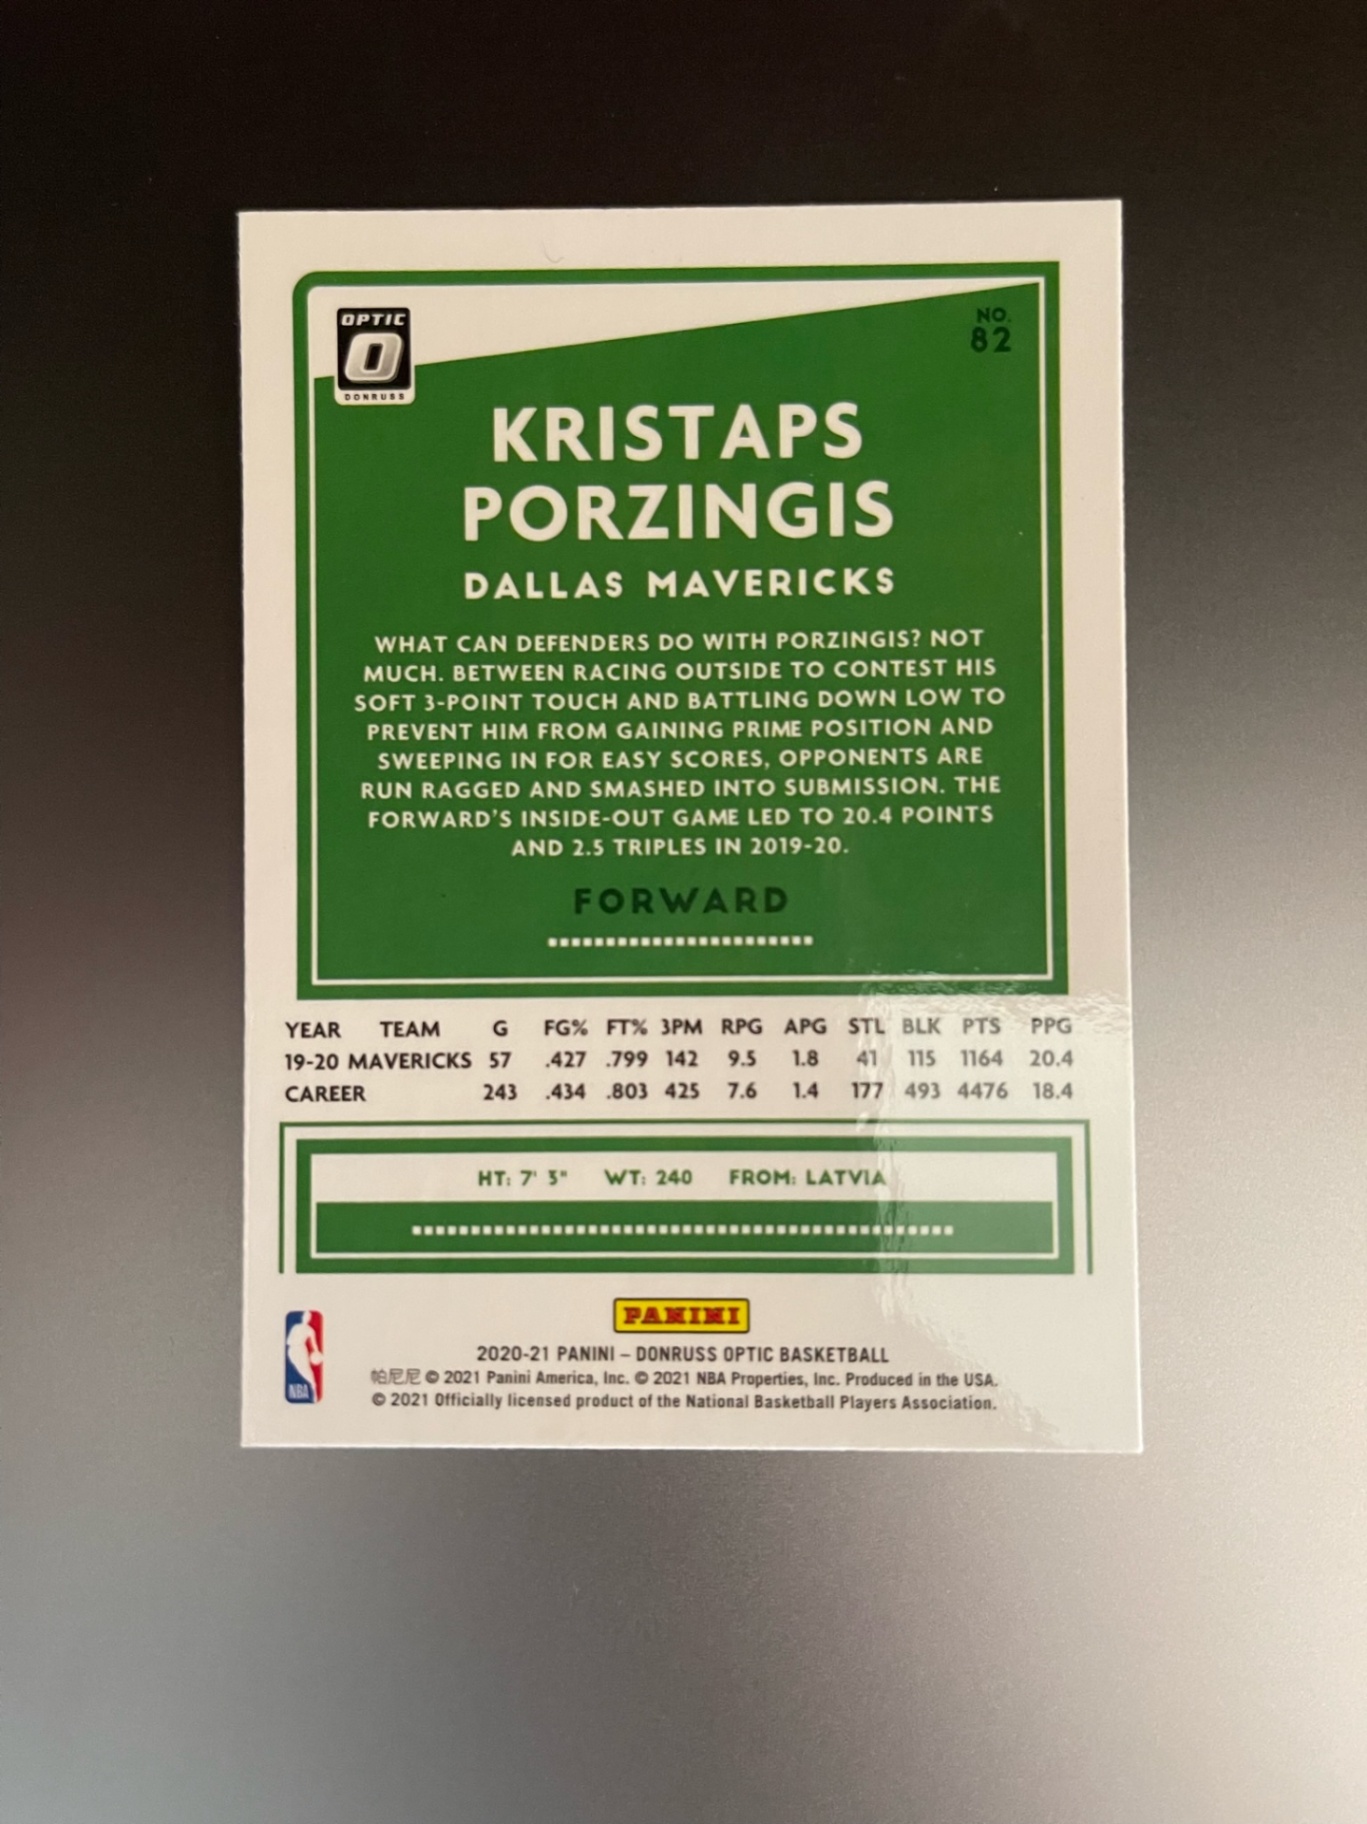 OPTIC
DONRUSS
NO.
82
KRISTAPS
PORZINGIS
DALLAS MAVERICKS
WHAT CAN DEFENDERS DO WITH PORZINGIS? NOT
MUCH. BETWEEN RACING OUTSIDE TO CONTEST HIS
SOFT 3-POINT TOUCH AND BATTLING DOWN LOW TO
PREVENT HIM FROM GAINING PRIME POSITION AND
SWEEPING IN FOR EASY SCORES, OPPONENTS ARE
RUN RAGGED AND SMASHED INTO SUBMISSION. THE
FORWARD'S INSIDE-OUT GAME LED TO 20.4 POINTS
AND 2.5 TRIPLES IN 2019-20.
FORWARD
YEAR TEAM G FG% FT% 3PM RPG APG STL BLK PTS PPG
19-20 MAVERICKS 57 .427 .799 142 9.5 1.8 41 115 1164 20.4
CAREER 243 .434 .803 425 7.6 1.4 177 493 4476 18.4
HT: 7' 3" WT: 240 FROM: LATVIA
PANINI
NBA
2020-21 PANINI – DONRUSS OPTIC BASKETBALL
帕尼尼 © 2021 Panini America, Inc. © 2021 NBA Properties, Inc. Produced in the USA.
© 2021 Officially licensed product of the National Basketball Players Association.